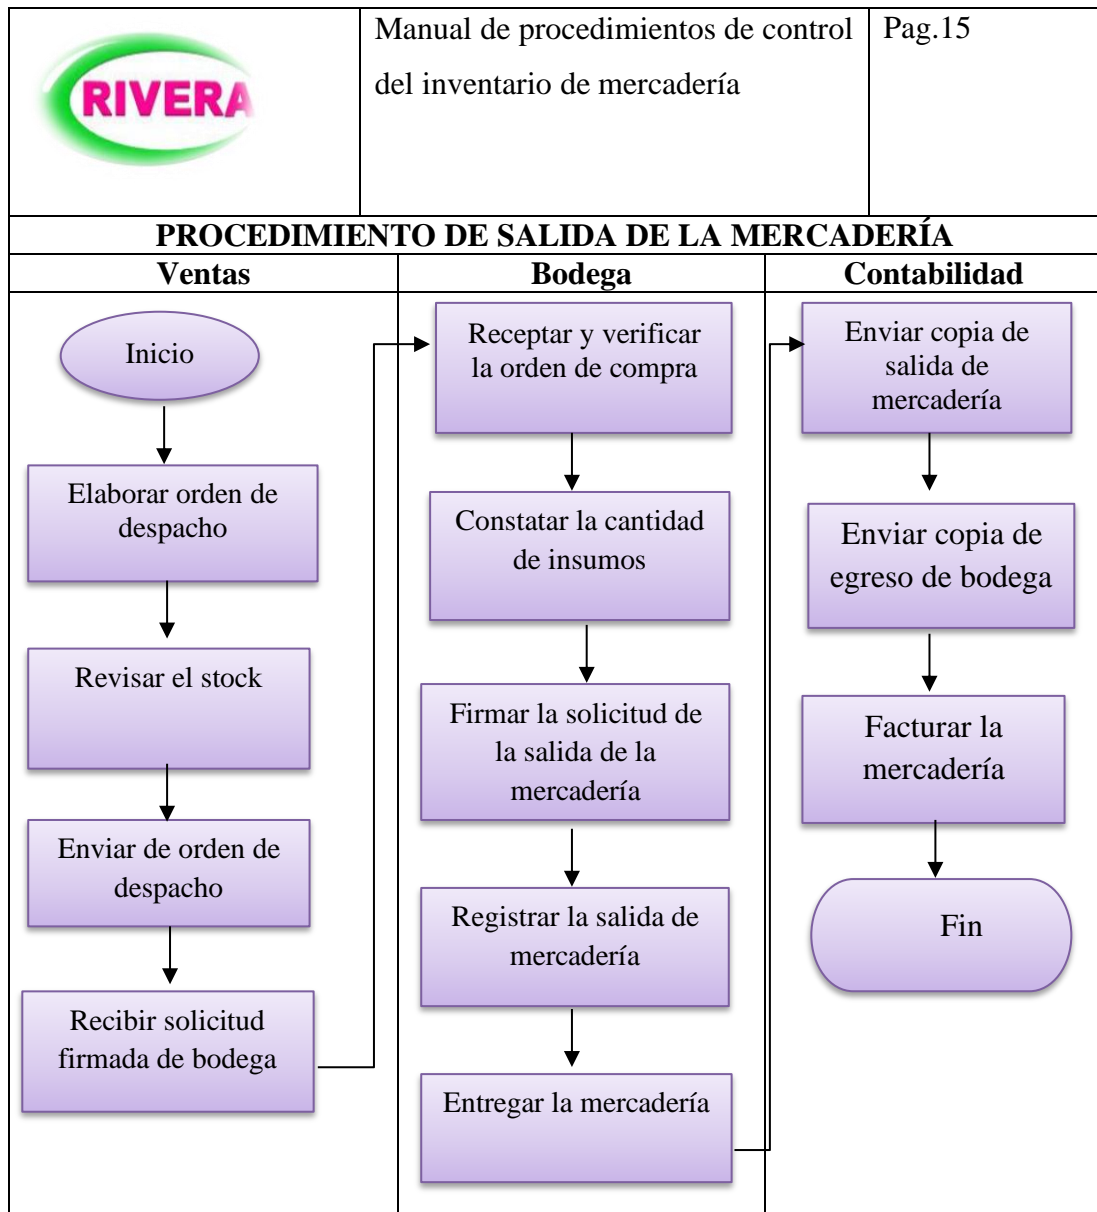 RIVERA
Manual de procedimientos de control
del inventario de mercadería
Pag.15
PROCEDIMIENTO DE SALIDA DE LA MERCADERÍA
Ventas
Bodega
Contabilidad
Inicio
Elaborar orden de
despacho
Revisar el stock
Enviar de orden de
despacho
Recibir solicitud
firmada de bodega
Receptar y verificar
la orden de compra
Constatar la cantidad
de insumos
Firmar la solicitud de
la salida de la
mercadería
Registrar la salida de
mercadería
Entregar la mercadería
Enviar copia de
salida de
mercadería
Enviar copia de
egreso de bodega
Facturar la
mercadería
Fin